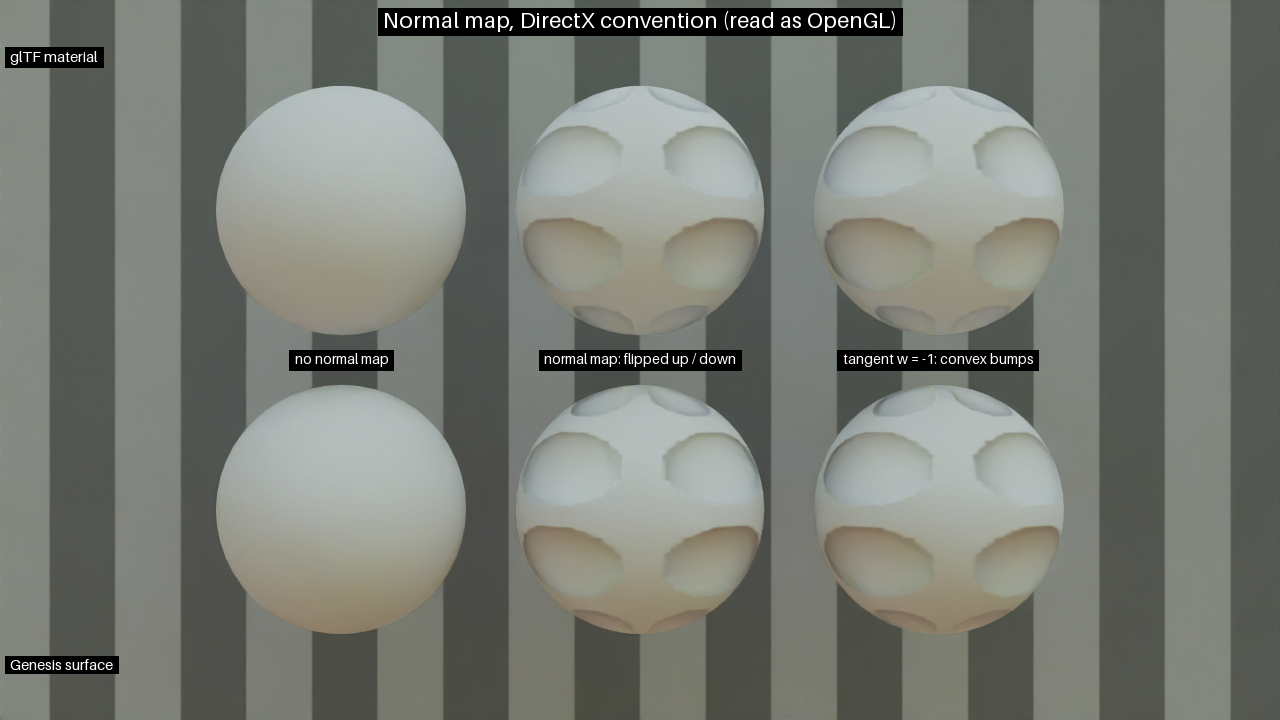 Normal map, DirectX convention (read as OpenGL)
glTF material
no normal map
normal map: flipped up / down
tangent w = -1: convex bumps
Genesis surface